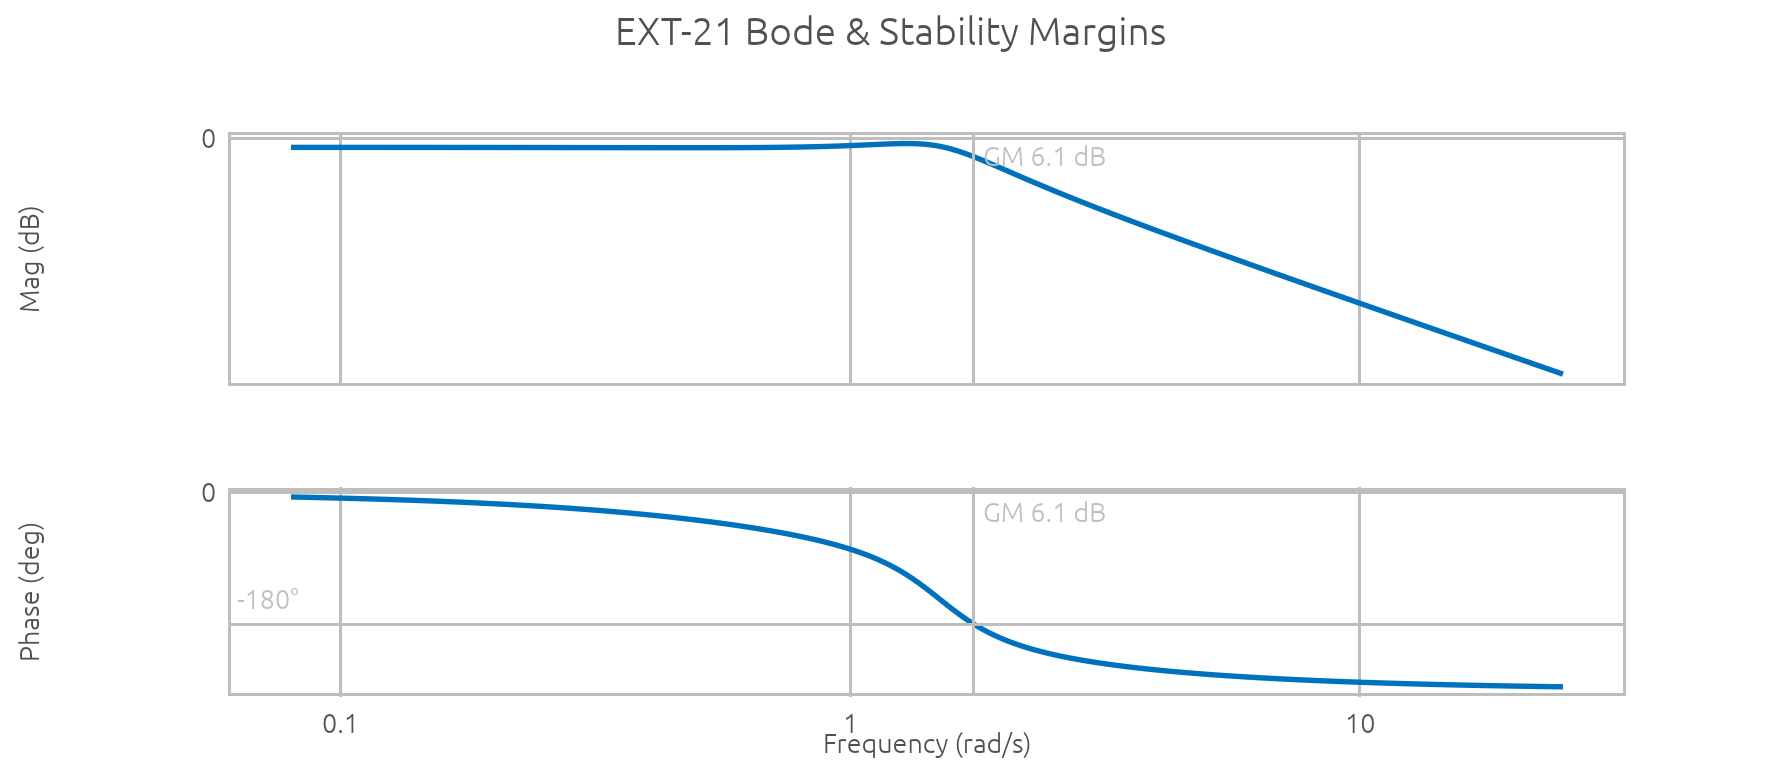 EXT-21 Bode & Stability Margins
0
GM 6.1 dB
Mag (dB)
0
GM 6.1 dB
-180°
Phase (deg)
0.1
1
10
Frequency (rad/s)